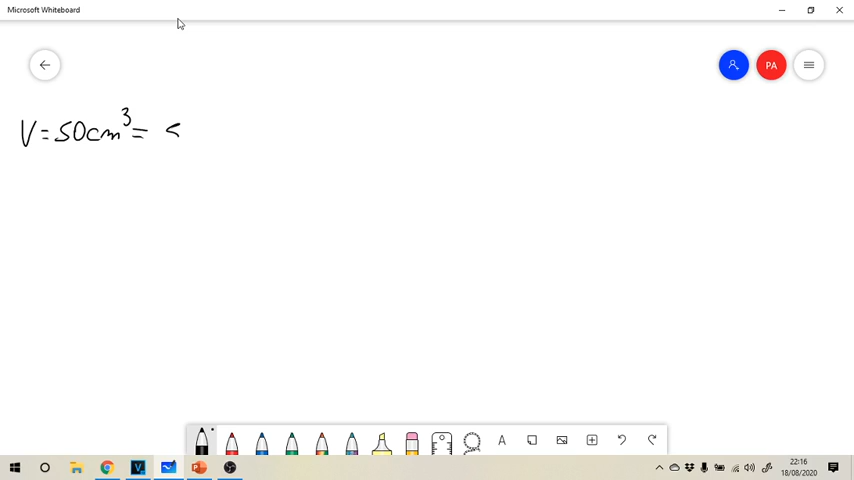 Microsoft Whiteboard
PA
V = 50cm³ =
A
22:16
18/08/2020